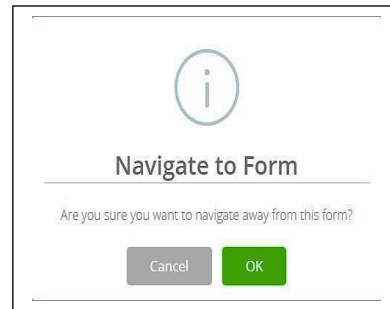 Navigate to Form
Are you sure you want to navigate away from this form?
Cancel OK